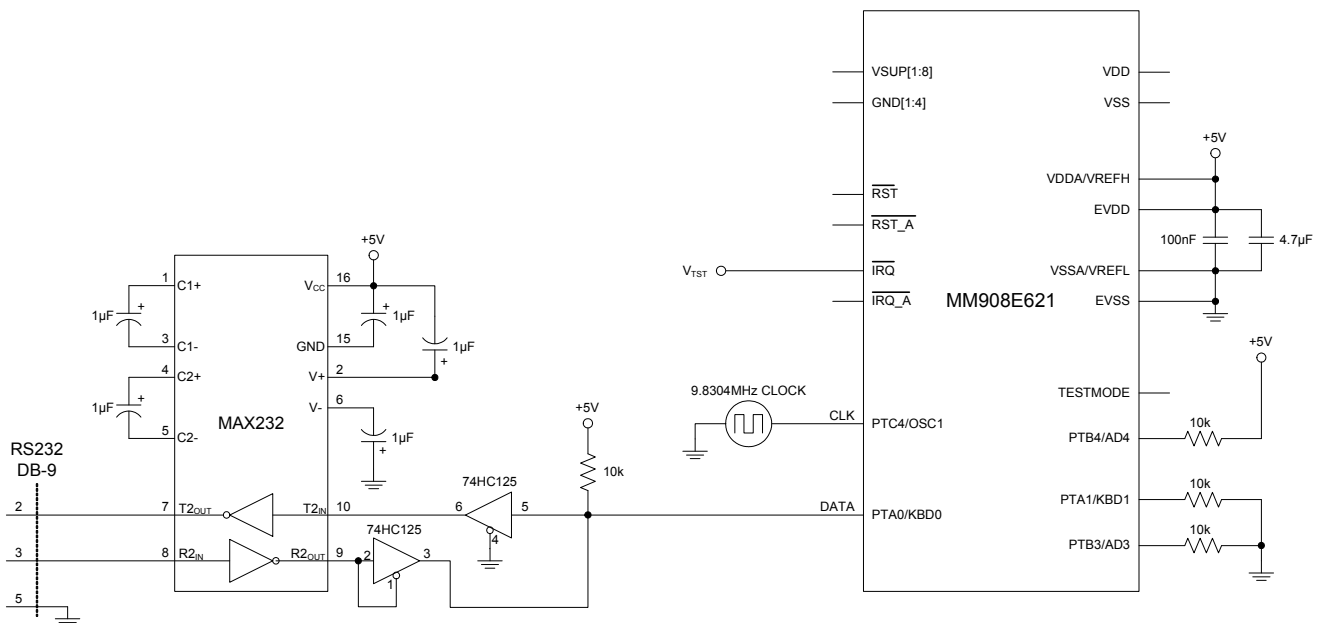 VSUP[1:8]
VDD
GND[1:4]
VSS
+5V
VDDA/VREFH
RST
EVDD
RST_A
100nF
4.7µF
+5V
VTST
IRQ
VSSA/VREFL
1
C1+
VCC
16
IRQ_A
MM908E621
EVSS
1µF
+
+
1µF
3
C1-
GND
15
1µF
+
+5V
4
C2+
V+
2
9.8304MHz CLOCK
TESTMODE
1µF
+
MAX232
V-
6
+5V
CLK
PTC4/OSC1
10k
PTB4/AD4
5
C2-
1µF
+
RS232
DB-9
10k
74HC125
10k
PTA1/KBD1
2
7
T2OUT
T2IN
10
6
5
DATA
PTA0/KBD0
74HC125
4
10k
PTB3/AD3
3
8
R2IN
R2OUT
9
2
3
1
5